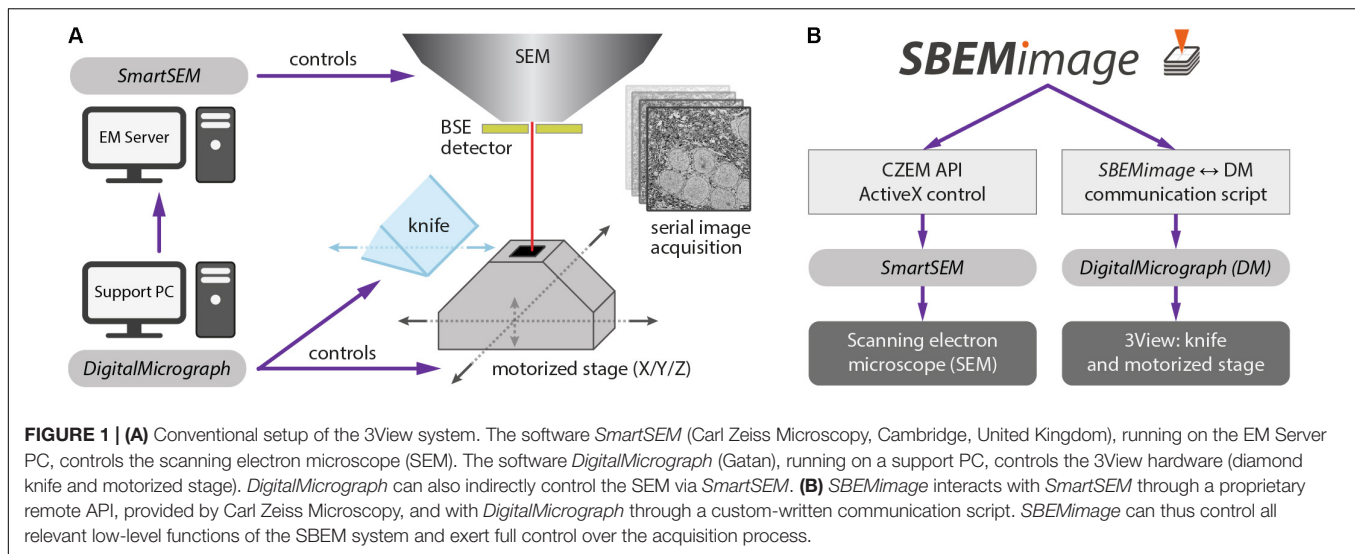 A
SmartSEM
controls
SEM
EM Server
BSE
detector
knife
serial image
acquisition
Support PC
controls
DigitalMicrograph
motorized stage (X/Y/Z)
B
SBEMimage
CZEM API
ActiveX control
SBEMimage ↔ DM
communication script
SmartSEM
DigitalMicrograph (DM)
Scanning electron
microscope (SEM)
3View: knife
and motorized stage
FIGURE 1 | (A) Conventional setup of the 3View system. The software SmartSEM (Carl Zeiss Microscopy, Cambridge, United Kingdom), running on the EM Server
PC, controls the scanning electron microscope (SEM). The software DigitalMicrograph (Gatan), running on a support PC, controls the 3View hardware (diamond
knife and motorized stage). DigitalMicrograph can also indirectly control the SEM via SmartSEM. (B) SBEMimage interacts with SmartSEM through a proprietary
remote API, provided by Carl Zeiss Microscopy, and with DigitalMicrograph through a custom-written communication script. SBEMimage can thus control all
relevant low-level functions of the SBEM system and exert full control over the acquisition process.